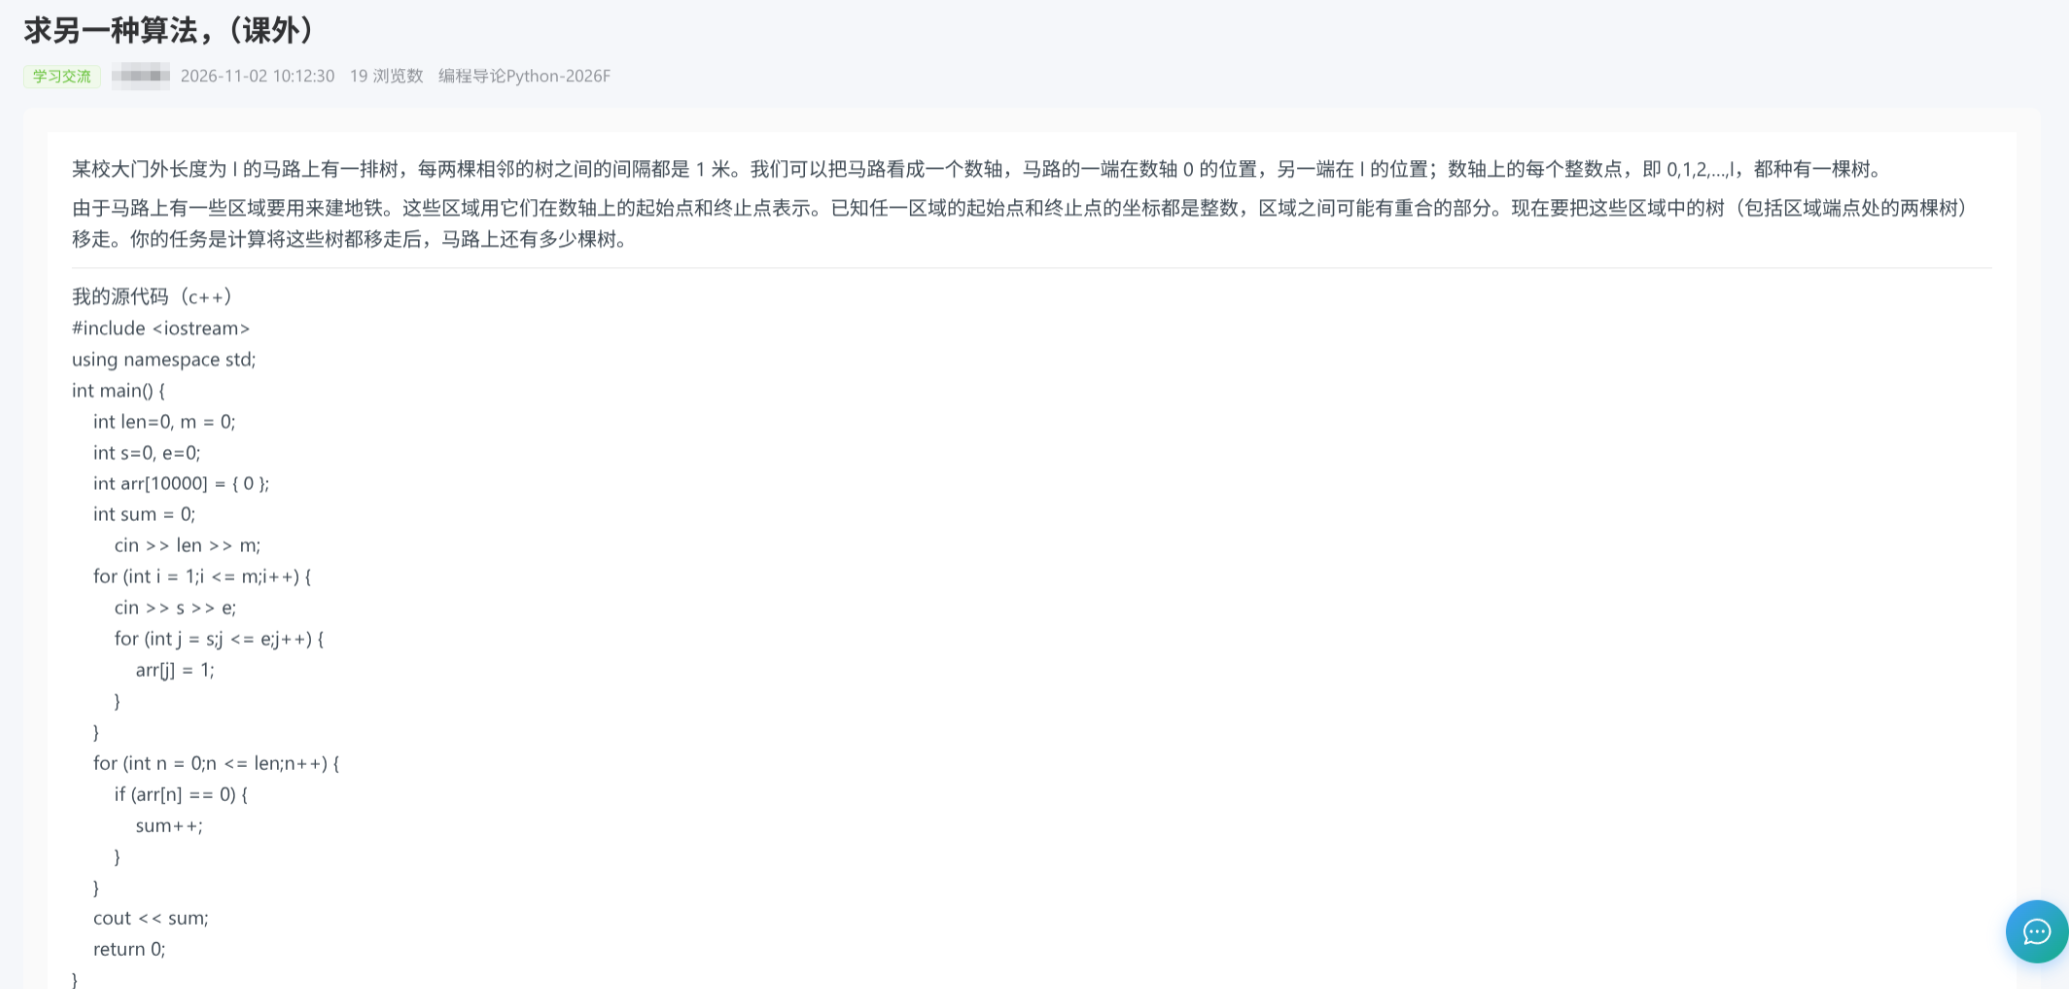 求另一种算法，（课外）
学习交流 2026-11-02 10:12:30 19 浏览数 编程导论Python-2026F
某校大门外长度为 l 的马路上有一排树，每两棵相邻的树之间的间隔都是 1 米。我们可以把马路看成一个数轴，马路的一端在数轴 0 的位置，另一端在 l 的位置；数轴上的每个整数点，即 0,1,2,…,l，都种有一棵树。
由于马路上有一些区域要用来建地铁。这些区域用它们在数轴上的起始点和终止点表示。已知任一区域的起始点和终止点的坐标都是整数，区域之间可能有重合的部分。现在要把这些区域中的树（包括区域端点处的两棵树）
移走。你的任务是计算将这些树都移走后，马路上还有多少棵树。
我的源代码（c++）
#include <iostream>
using namespace std;
int main() {
int len=0, m = 0;
int s=0, e=0;
int arr[10000] = { 0 };
int sum = 0;
cin >> len >> m;
for (int i = 1;i <= m;i++) {
cin >> s >> e;
for (int j = s;j <= e;j++) {
arr[j] = 1;
}
}
for (int n = 0;n <= len;n++) {
if (arr[n] == 0) {
sum++;
}
}
cout << sum;
return 0;
}